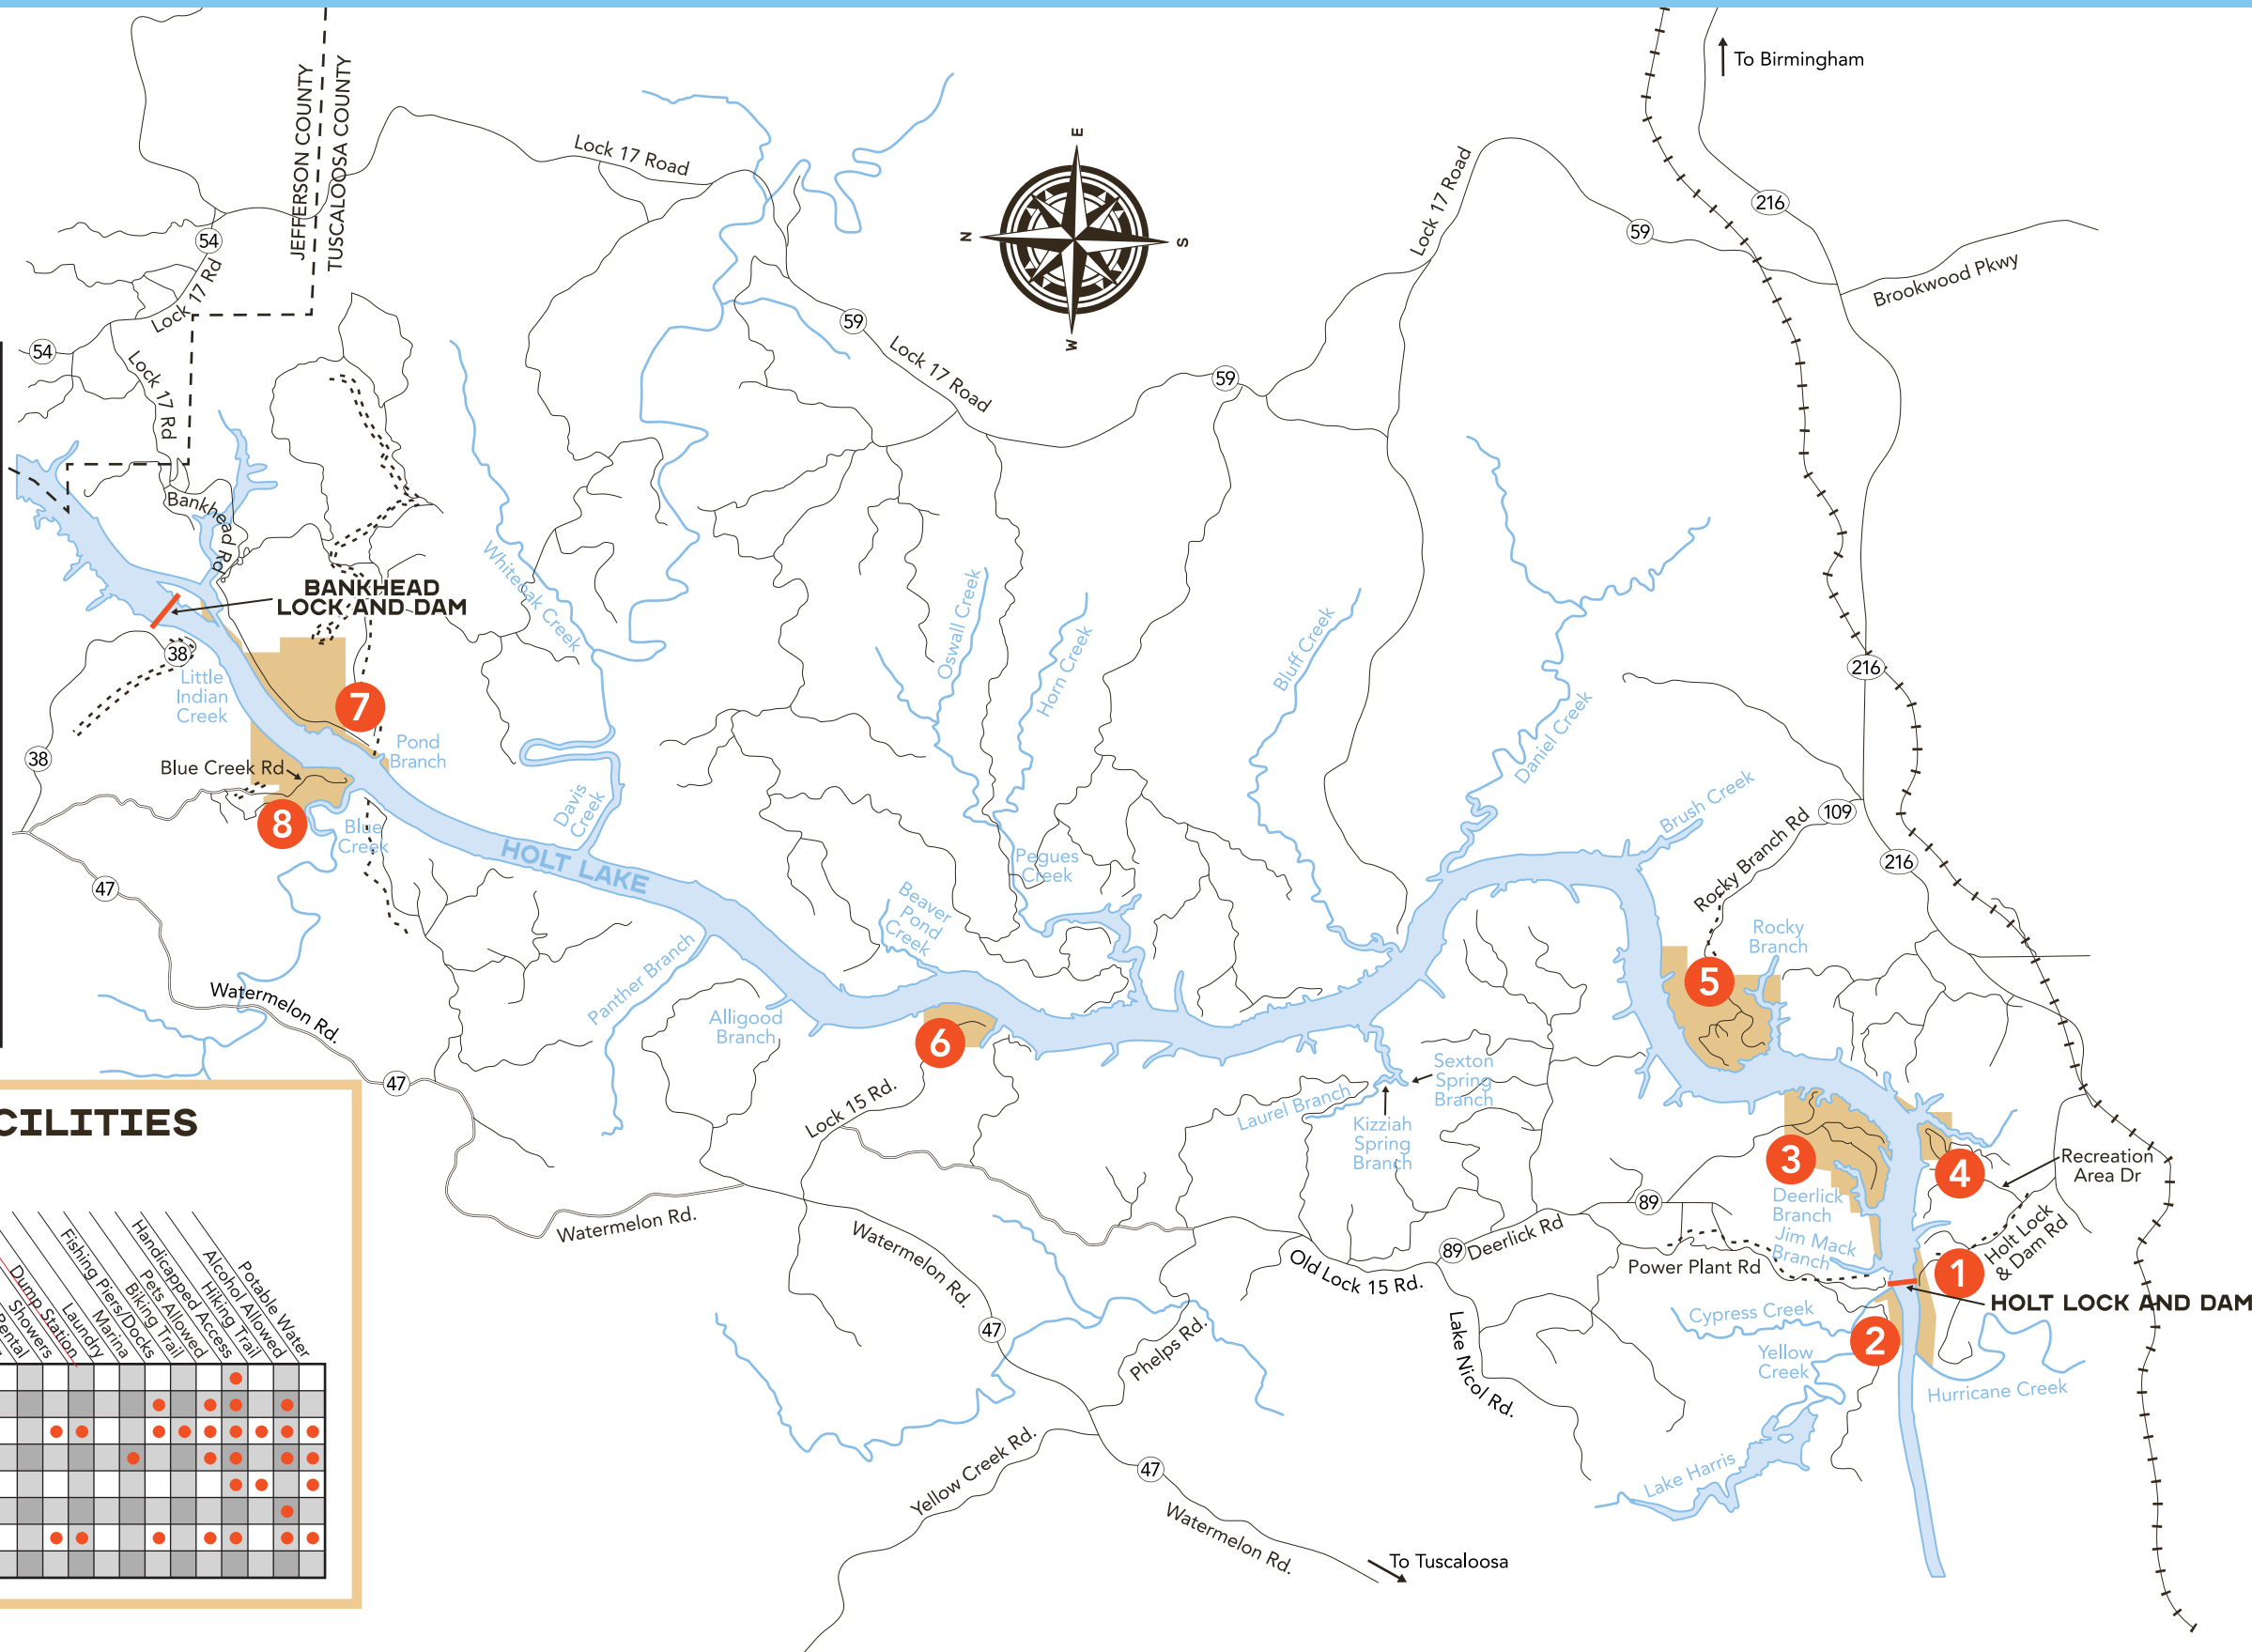 To Birmingham
JEFFERSON COUNTY
TUSCALOOSA COUNTY
E
N
S
W
Lock 17 Road
Lock 17 Road
216
59
54
Lock 17 Rd
Brookwood Pkwy
54
59
Lock 17 Road
Lock 17 Rd
59
Bankhead Rd
BANKHEAD
LOCK AND DAM
Whiteoak Creek
Oswall Creek
Horn Creek
Bluff Creek
Daniel Creek
38
Little
Indian
Creek
7
216
38
Pond
Branch
Blue Creek Rd
8
Blue
Creek
Davis
Creek
HOLT LAKE
Brush Creek
109
Rocky Branch Rd
216
47
Pegues
Creek
Beaver
Pond
Creek
Rocky
Branch
5
Panther Branch
Watermelon Rd.
Alligood
Branch
6
47
Sexton
Spring
Branch
Laurel Branch
Kizziah
Spring
Branch
Lock 15 Rd.
3
4
Recreation
Area Dr
Deerlick
Branch
89
Jim Mack
Branch
Holt Lock
& Dam Rd
Watermelon Rd.
Watermelon Rd.
Old Lock 15 Rd.
89
Deerlick Rd
Power Plant Rd
1
HOLT LOCK AND DAM
Cypress Creek
2
Yellow
Creek
Hurricane Creek
47
Phelps Rd.
Lake Nicol Rd.
Lake Harris
Yellow Creek Rd.
47
Watermelon Rd.
To Tuscaloosa
CILITIES
Rental
Showers
Dump Station
Laundry
Marina
Fishing Piers/Docks
Biking Trail
Pets Allowed
Handicapped Access
Hiking Trail
Alcohol Allowed
Potable Water